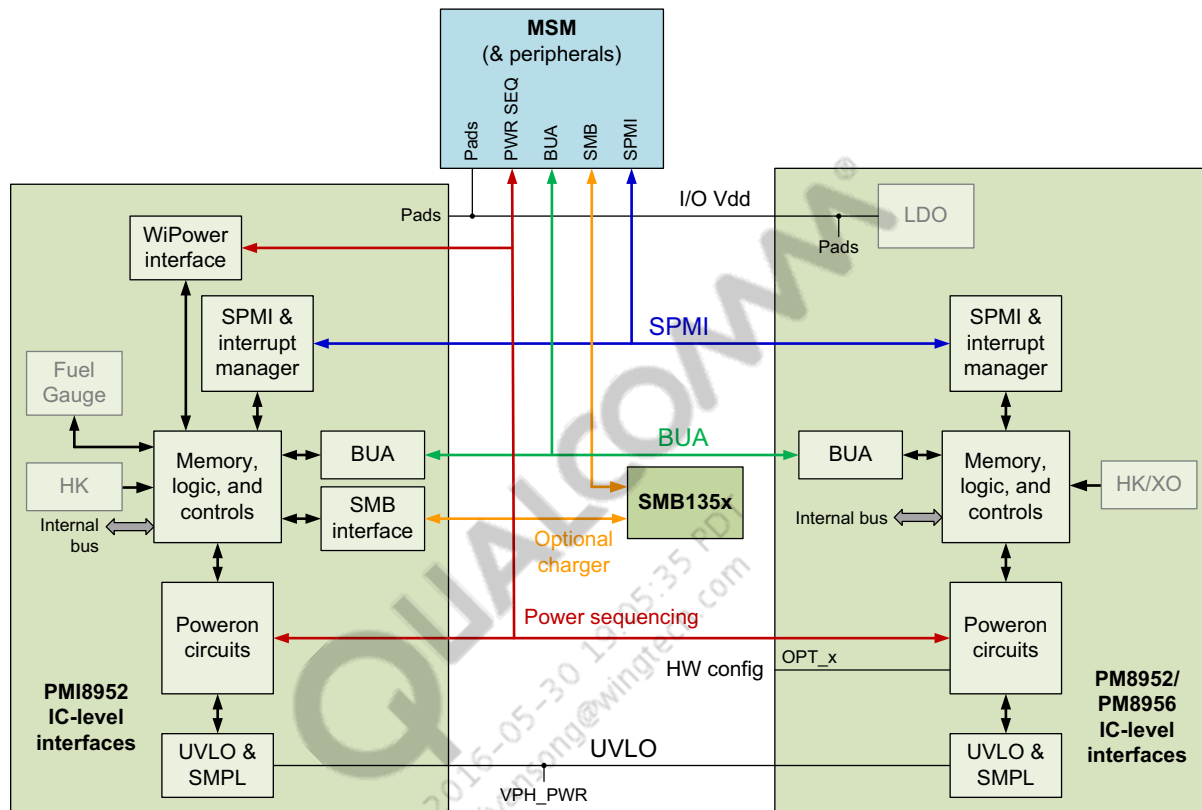 MSM
(& peripherals)
Pads
PWR SEQ
BUA
SMB
SPMI
I/O Vdd
Pads
Pads
LDO
WiPower
interface
SPMI &
interrupt
manager
SPMI
SPMI &
interrupt
manager
Fuel
Gauge
HK
Internal
bus
Memory,
logic, and
controls
BUA
SMB
interface
BUA
SMB135x
Optional
charger
BUA
Internal bus
Memory,
logic, and
controls
HK/XO
Poweron
circuits
Power sequencing
HW config
OPT_x
Poweron
circuits
PMI8952
IC-level
interfaces
PM8952/
PM8956
IC-level
interfaces
UVLO &
SMPL
UVLO
VPH_PWR
UVLO &
SMPL
QUALCOMM®
2016-05-30 19:05:35 PDT